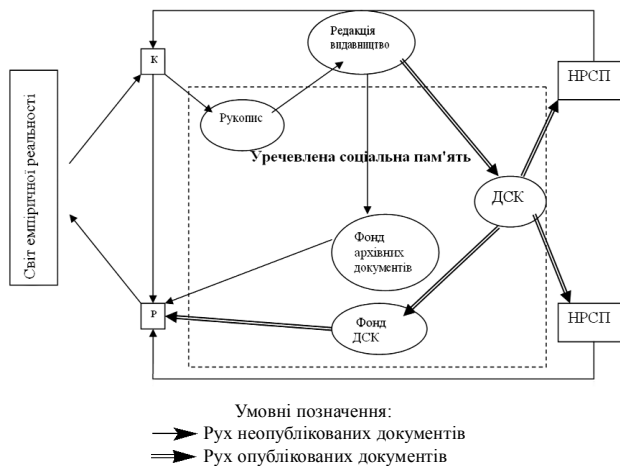 Редакція
видавництво
К
НРСП
Світ емпіричної реальності
Рукопис
Уречевлена соціальна пам'ять
ДСК
Фонд
архівних
документів
Р
Фонд
ДСК
НРСП
Умовні позначення:
Рух неопублікованих документів
Рух опублікованих документів